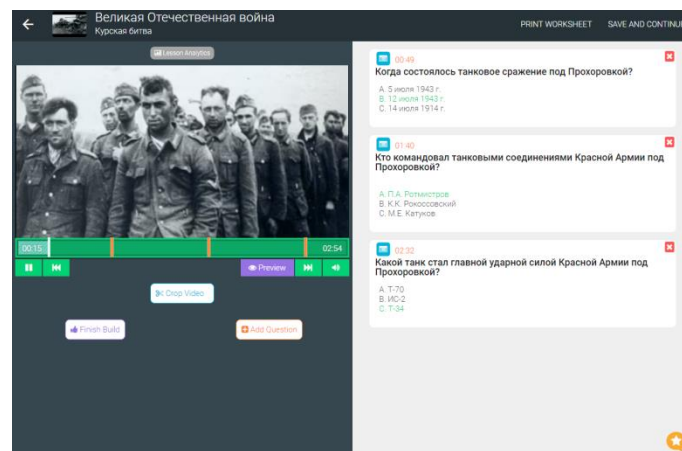 Великая Отечественная война
Курская битва
PRINT WORKSHEET SAVE AND CONTINUE
Lesson Analytics
00:15
02:54
Preview
Crop Video
Finish Build
Add Question
00:49
Когда состоялось танковое сражение под Прохоровкой?
A. 5 июля 1943 г.
B. 12 июля 1943 г.
C. 14 июля 1914 г.
01:40
Кто командовал танковыми соединениями Красной Армии под
Прохоровкой?
A. П.А. Ротмистров
B. К.К. Рокоссовский
C. М.Е. Катуков
02:32
Какой танк стал главной ударной силой Красной Армии под
Прохоровкой?
A. Т-70
B. ИС-2
C. Т-34